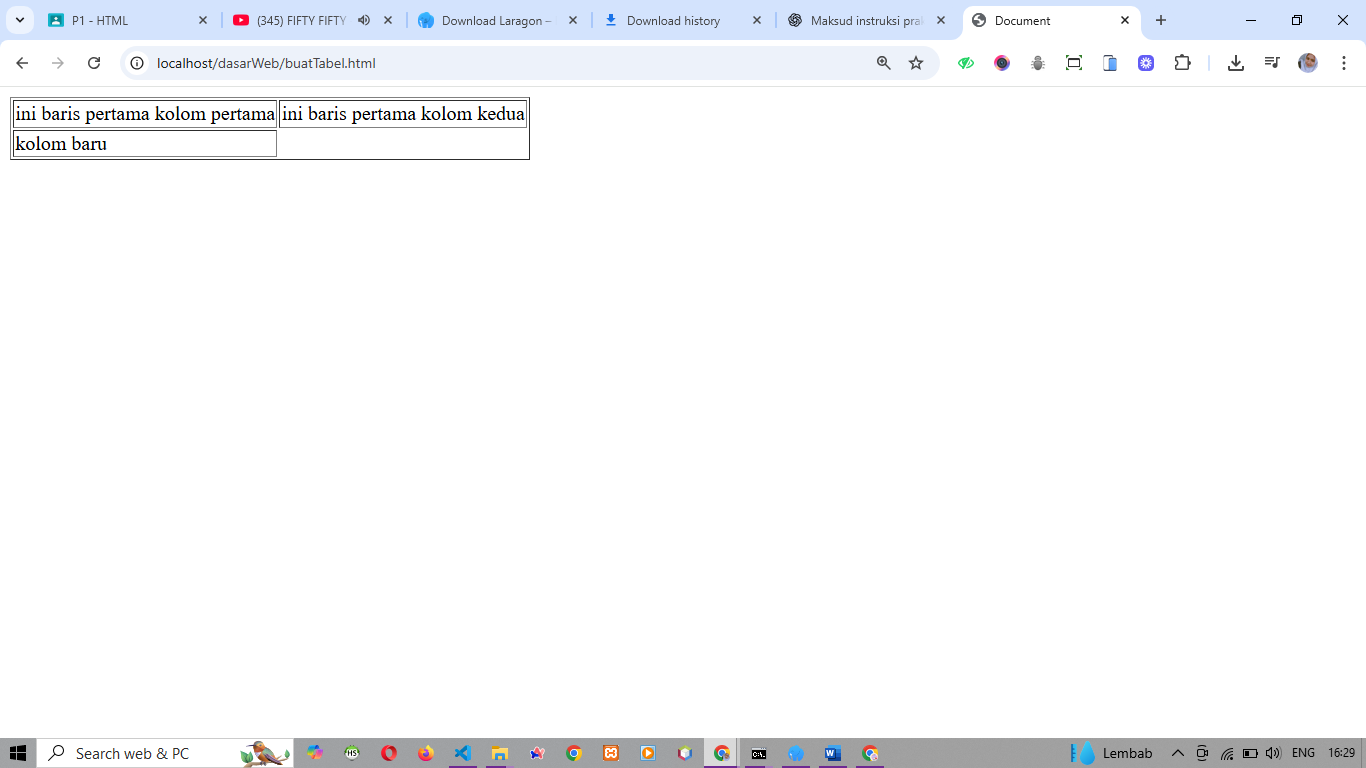 P1 - HTML
(345) FIFTY FIFTY
Download Laragon –
Download history
Maksud instruksi pra
Document
localhost/dasarWeb/buatTabel.html
ini baris pertama kolom pertama ini baris pertama kolom kedua
kolom baru
Search web & PC
HS
C:\.
W
Lembab
ENG
16:29